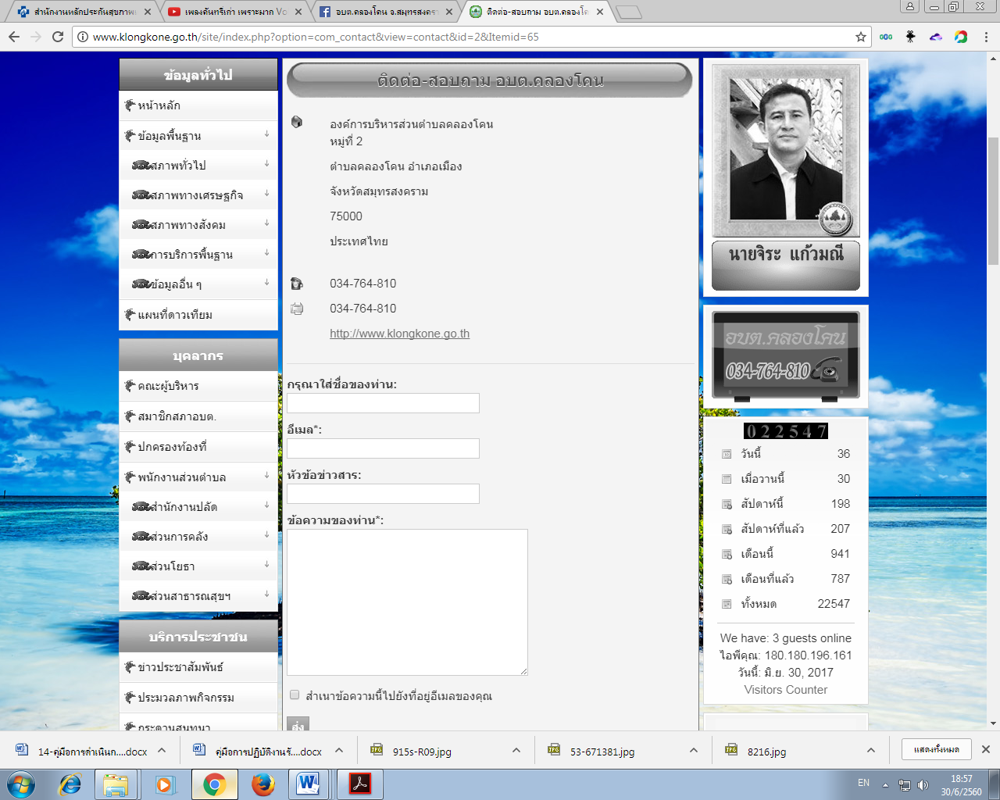 สำนักงานหลักประกันสุขภาพแ
เพลงดันทรีเก่า เพราะมาก Vo
อบต.คลองโคน จ.สมุทรสงครา
ติดต่อ-สอบถาม อบต.คลองโค
www.klongkone.go.th/site/index.php?option=com_contact&view=contact&id=2&Itemid=65
ข้อมูลทั่วไป
หน้าหลัก
ข้อมูลพื้นฐาน
สภาพทั่วไป
สภาพทางเศรษฐกิจ
สภาพทางสังคม
การบริการพื้นฐาน
ข้อมูลอื่น ๆ
แผนที่ดาวเทียม
บุคลากร
คณะผู้บริหาร
สมาชิกสภาอบต.
ปกครองท้องที่
พนักงานส่วนตำบล
สำนักงานปลัด
ส่วนการคลัง
ส่วนโยธา
ส่วนสาธารณสุขฯ
บริการประชาชน
ข่าวประชาสัมพันธ์
ประมวลภาพกิจกรรม
กระดานสนทนา
ติดต่อ-สอบถาม อบต.คลองโคน
องค์การบริหารส่วนตำบลคลองโคน
หมู่ที่ 2
ตำบลคลองโคน อำเภอเมือง
จังหวัดสมุทรสงคราม
75000
ประเทศไทย
034-764-810
034-764-810
http://www.klongkone.go.th
กรุณาใส่ชื่อของท่าน:
อีเมล*:
หัวข้อข่าวสาร:
ข้อความของท่าน*:
สำเนาข้อความนี้ไปยังที่อยู่อีเมลของคุณ
ส่ง
นายจิระ แก้วมณี
อบต.คลองโคน
034-764-810
022547
วันนี้ 36
เมื่อวานนี้ 30
สัปดาห์นี้ 198
สัปดาห์ที่แล้ว 207
เดือนนี้ 941
เดือนที่แล้ว 787
ทั้งหมด 22547
We have: 3 guests online
ไอพีคุณ: 180.180.196.161
วันนี้: มิ.ย. 30, 2017
Visitors Counter
14-คู่มือการดำเนินก....docx
คู่มือการปฏิบัติงานรั....docx
915s-R09.jpg
53-671381.jpg
8216.jpg
แสดงทั้งหมด
EN
18:57
30/6/2560